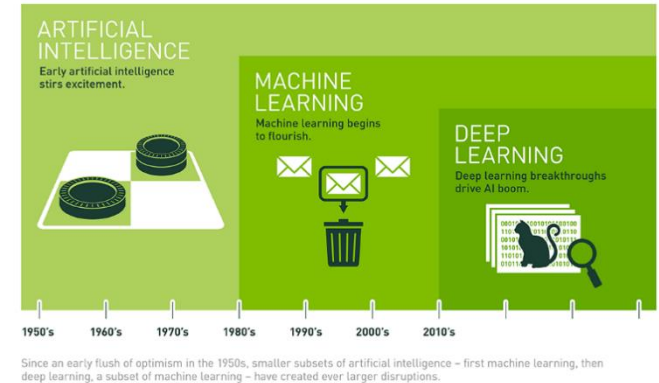 ARTIFICIAL
INTELLIGENCE
Early artificial intelligence
stirs excitement.
MACHINE
LEARNING
Machine learning begins
to flourish.
DEEP
LEARNING
Deep learning breakthroughs
drive AI boom.
1950's 1960's 1970's 1980's 1990's 2000's 2010's
Since an early flush of optimism in the 1950s, smaller subsets of artificial intelligence – first machine learning, then
deep learning, a subset of machine learning – have created ever larger disruptions.